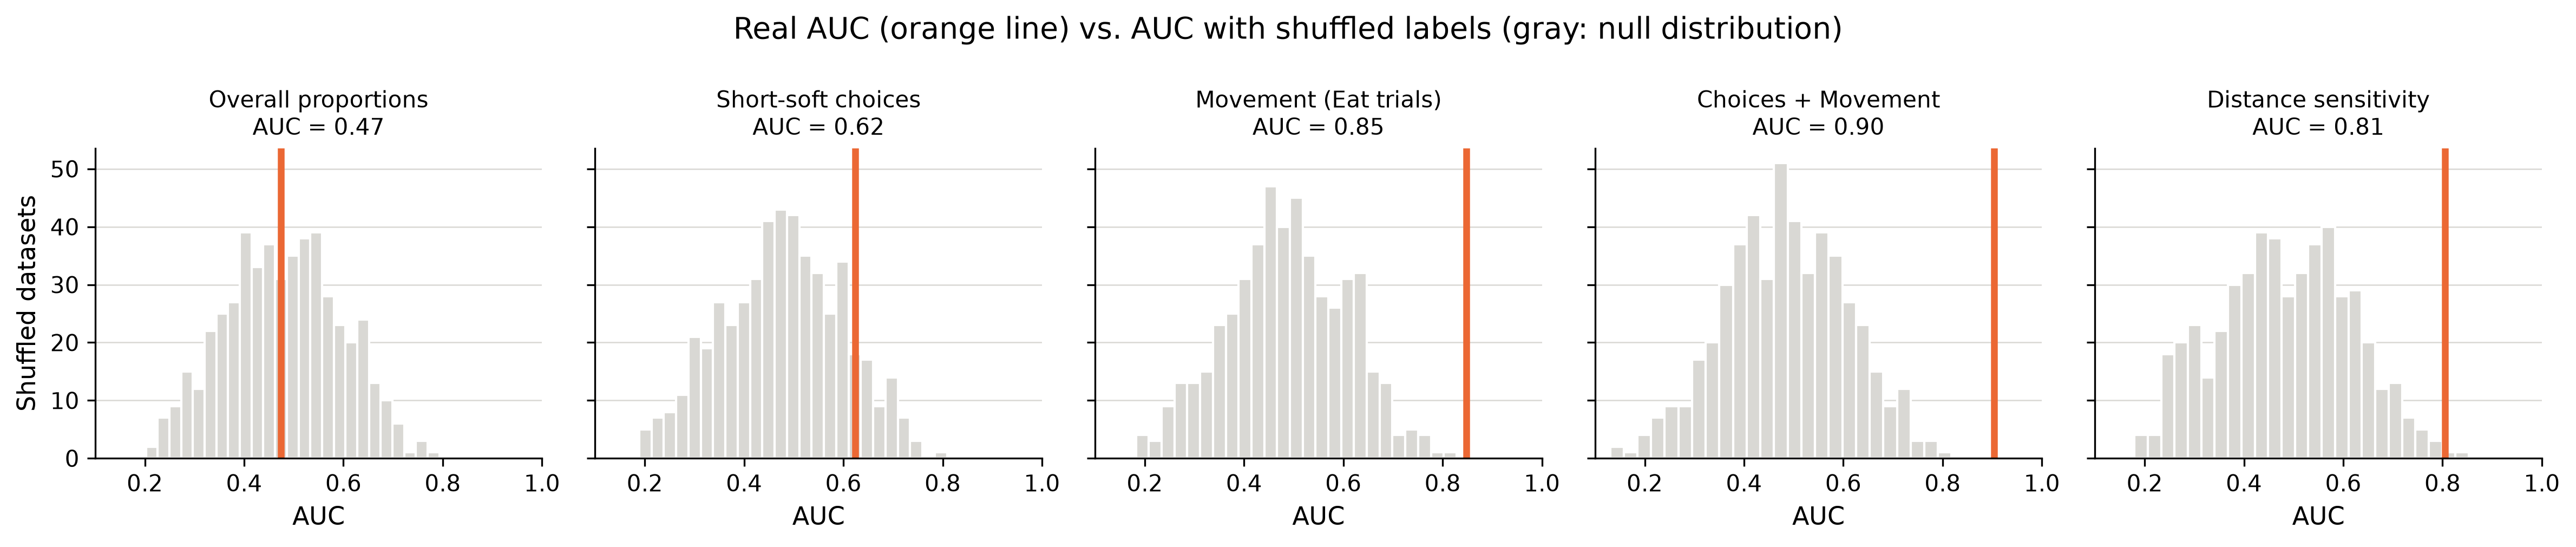 Real AUC (orange line) vs. AUC with shuffled labels (gray: null distribution)
Overall proportions
AUC = 0.47
Short-soft choices
AUC = 0.62
Movement (Eat trials)
AUC = 0.85
Choices + Movement
AUC = 0.90
Distance sensitivity
AUC = 0.81
Shuffled datasets
50
40
30
20
10
0
0.2 0.4 0.6 0.8 1.0
AUC
0.2 0.4 0.6 0.8 1.0
AUC
0.2 0.4 0.6 0.8 1.0
AUC
0.2 0.4 0.6 0.8 1.0
AUC
0.2 0.4 0.6 0.8 1.0
AUC